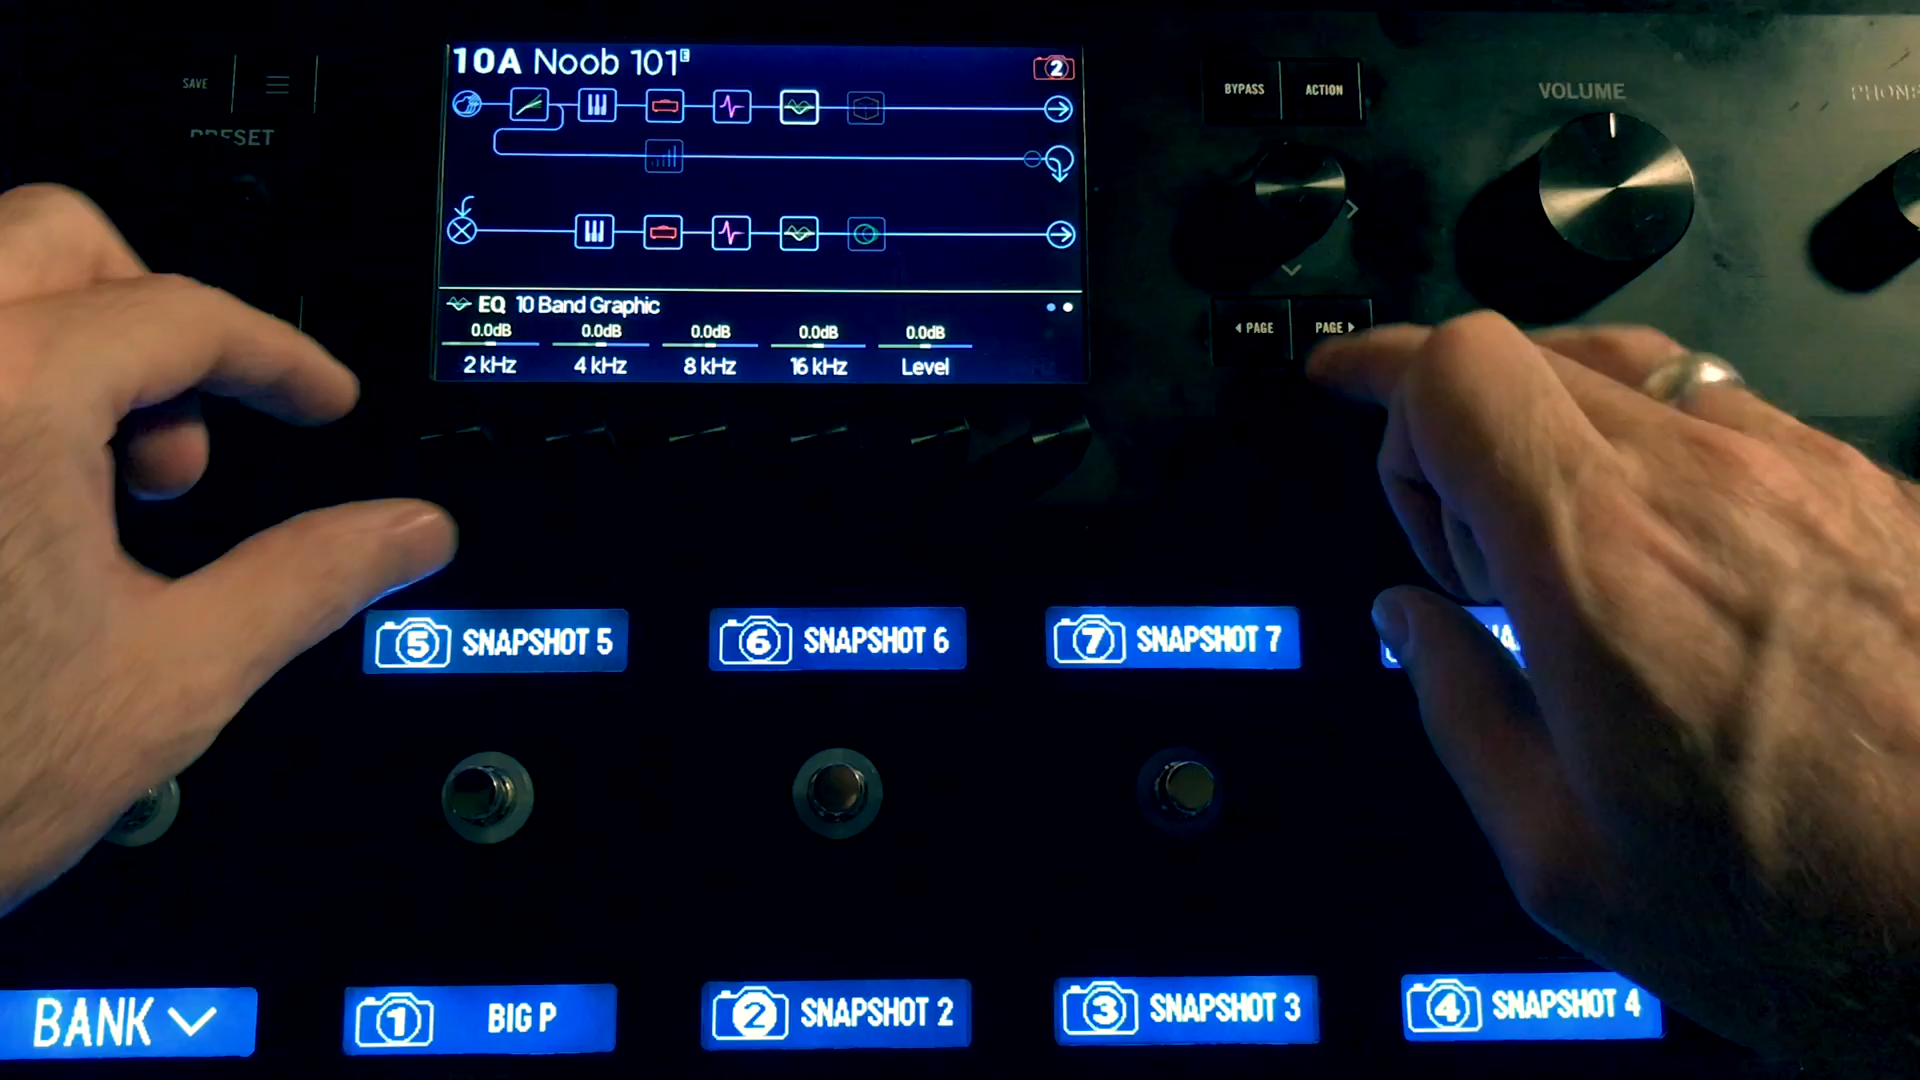 SAVE
PRESET
10A Noob 101E
2
EQ 10 Band Graphic
0.0dB 0.0dB 0.0dB 0.0dB 0.0dB
2 kHz 4 kHz 8 kHz 16 kHz Level
BYPASS ACTION
VOLUME
PAGE PAGE
5 SNAPSHOT 5
6 SNAPSHOT 6
7 SNAPSHOT 7
BANK
1 BIG P
2 SNAPSHOT 2
3 SNAPSHOT 3
4 SNAPSHOT 4